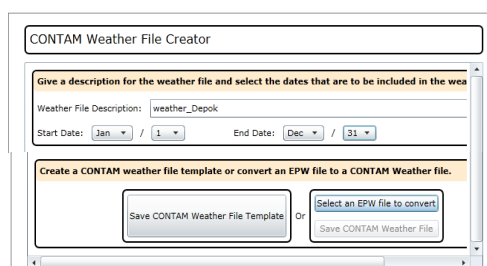 CONTAM Weather File Creator
Give a description for the weather file and select the dates that are to be included in the wea
Weather File Description: weather_Depok
Start Date: Jan / 1 End Date: Dec / 31
Create a CONTAM weather file template or convert an EPW file to a CONTAM Weather file.
Save CONTAM Weather File Template Or Select an EPW file to convert
Save CONTAM Weather File